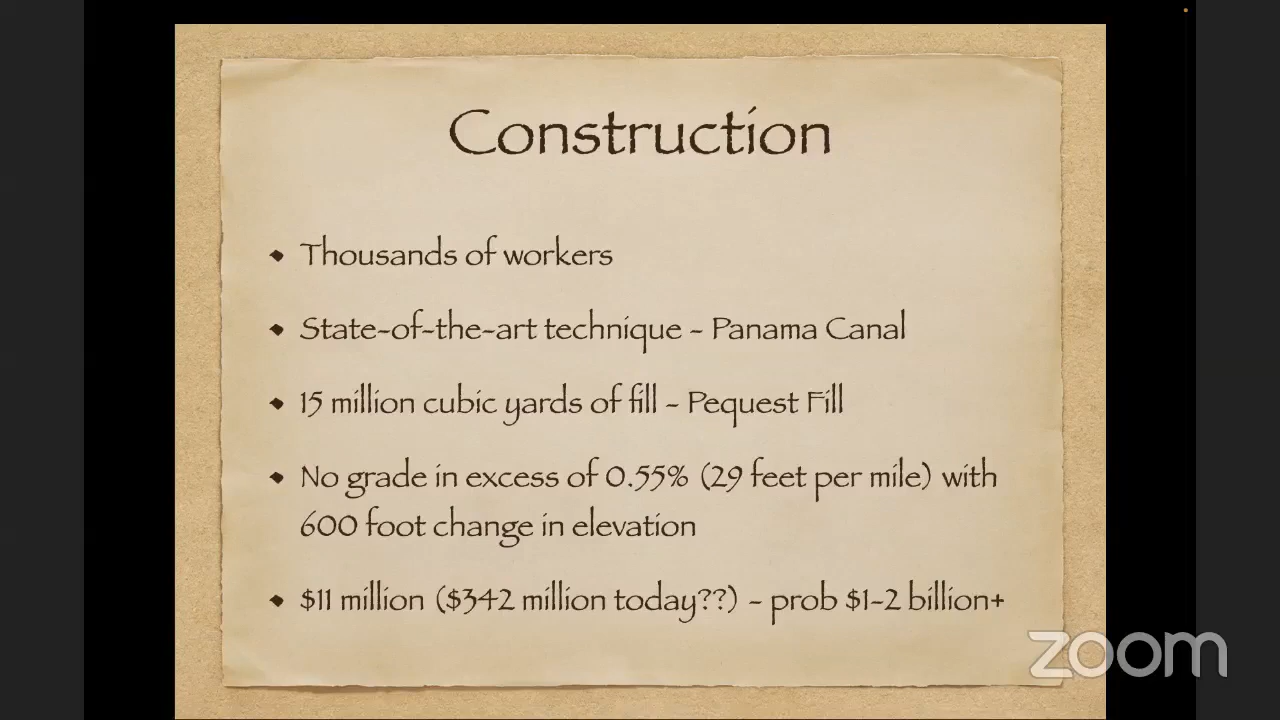 Construction
• Thousands of workers
• State-of-the-art technique - Panama Canal
• 15 million cubic yards of fill - Pequest Fill
• No grade in excess of 0.55% (29 feet per mile) with
600 foot change in elevation
• $11 million ($342 million today??) - prob $1-2 billion+
zoom